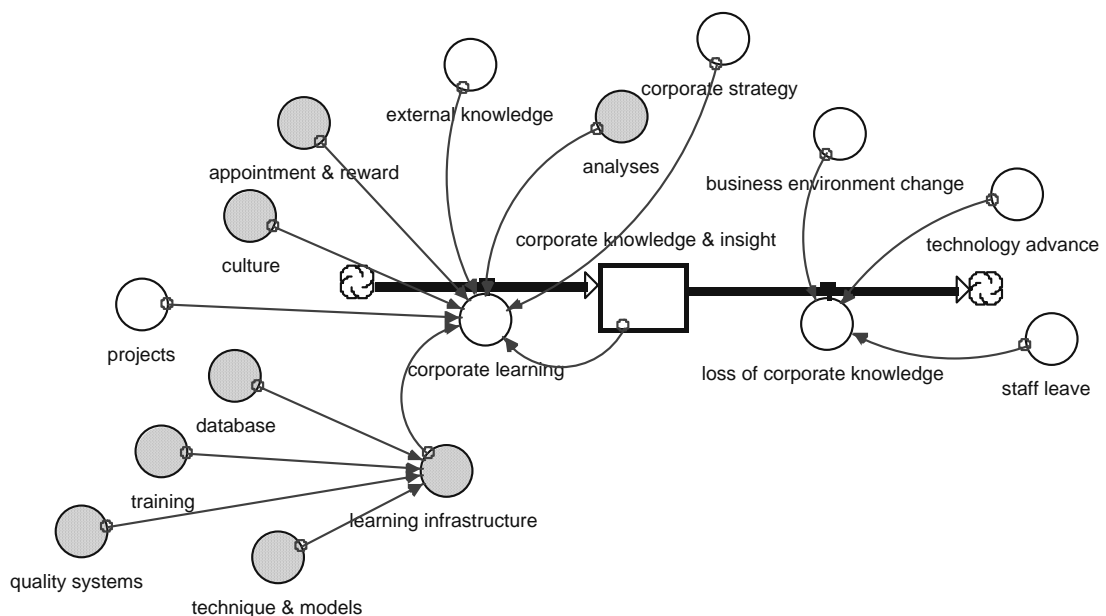 corporate strategy
external knowledge
analyses
appointment & reward
business environment change
corporate knowledge & insight
technology advance
culture
projects
corporate learning
loss of corporate knowledge
staff leave
database
training
learning infrastructure
quality systems
technique & models